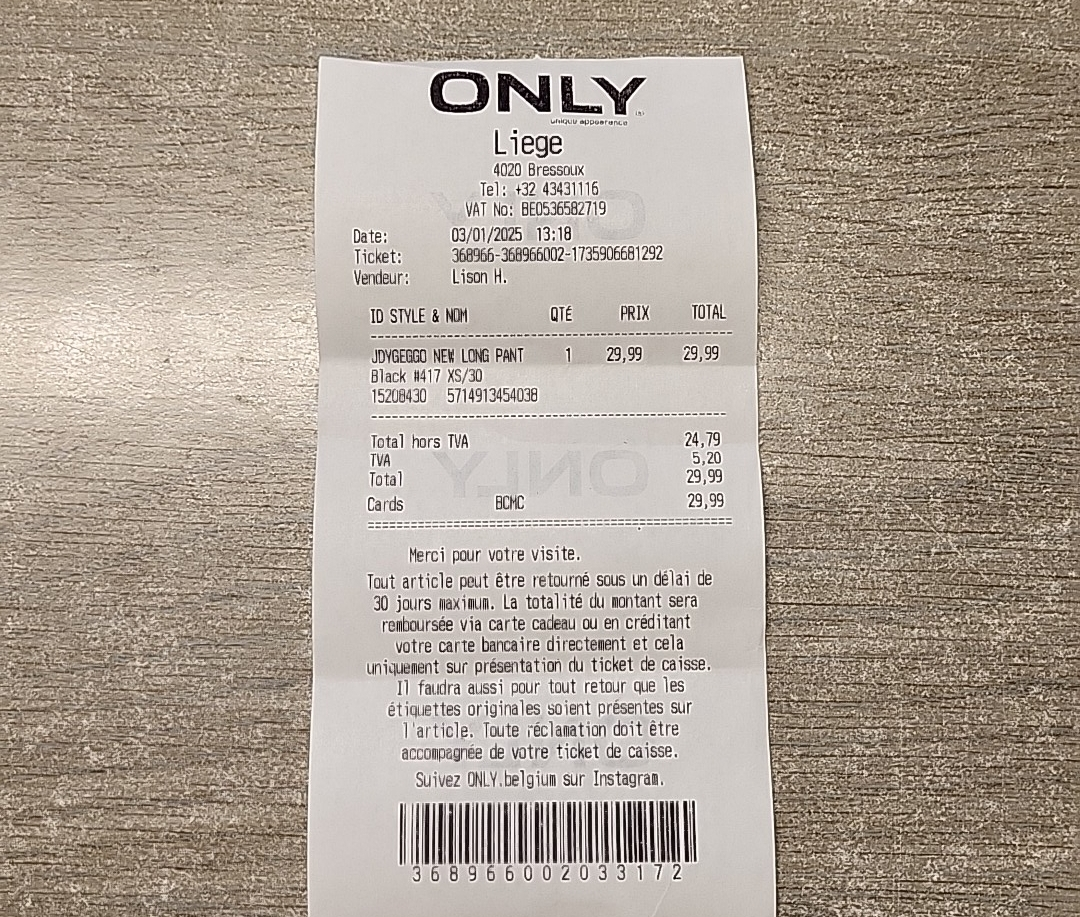 ONLY
unique appearance
Liege
4020 Bressoux
Tel: +32 43431116
VAT No: BE0536582719
Date: 03/01/2025 13:18
Ticket: 368966-368966002-1735906681292
Vendeur: Lison H.
ID STYLE & NOM QTÉ PRIX TOTAL
JDYGEGGO NEW LONG PANT 1 29,99 29,99
Black #417 XS/30
15208430 5714913454038
Total hors TVA 24,79
TVA 5,20
Total 29,99
Cards BCMC 29,99
Merci pour votre visite.
Tout article peut être retourné sous un délai de
30 jours maximum. La totalité du montant sera
remboursée via carte cadeau ou en créditant
votre carte bancaire directement et cela
uniquement sur présentation du ticket de caisse.
Il faudra aussi pour tout retour que les
étiquettes originales soient présentes sur
l'article. Toute réclamation doit être
accompagnée de votre ticket de caisse.
Suivez ONLY.belgium sur Instagram.
368966002033172